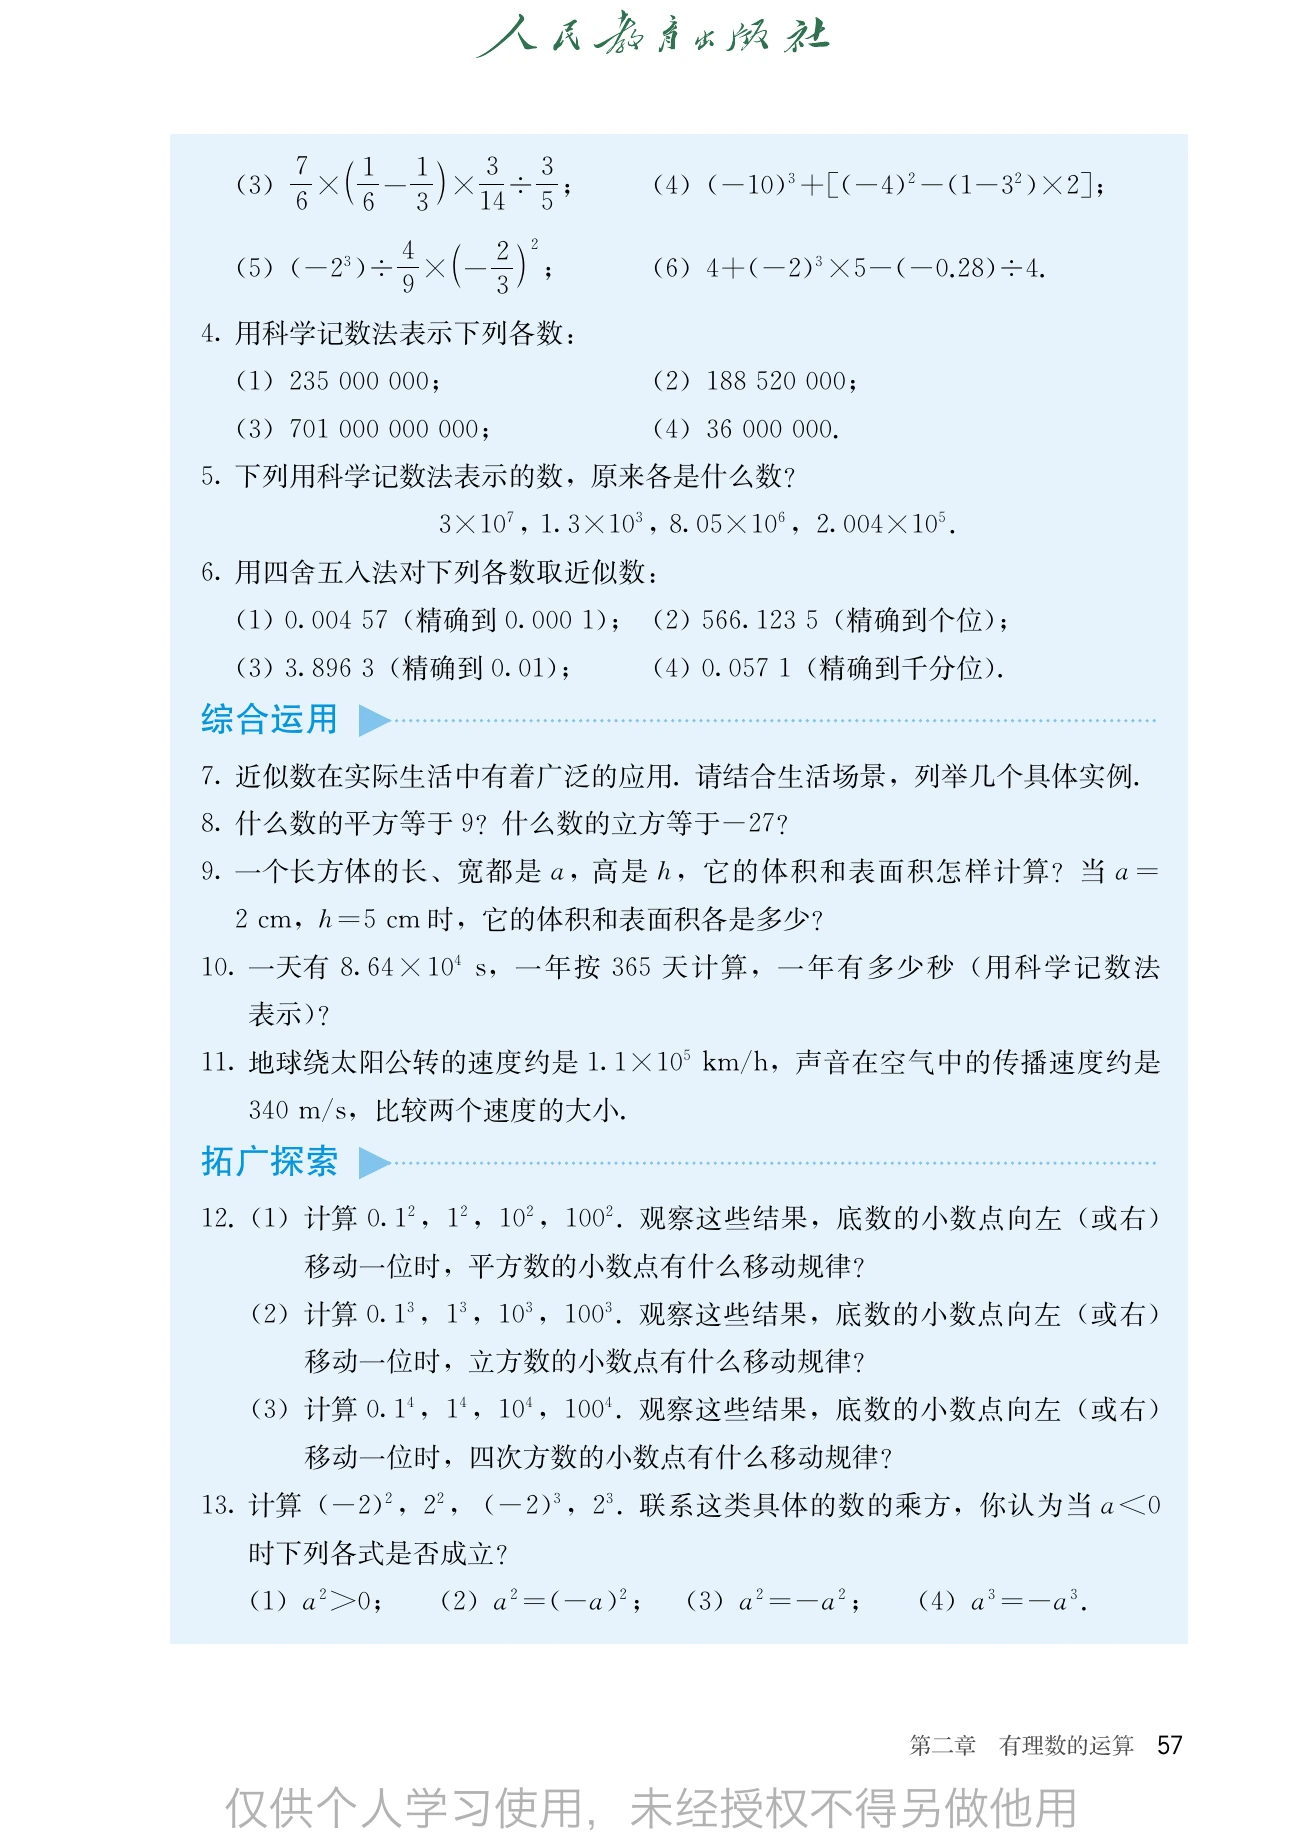 人民教育出版社
(3) 7/6×(1/6－1/3)×3/14÷3/5； (4) (－10)³＋[(－4)²－(1－3²)×2]；
(5) (－2³)÷4/9×(－2/3)²； (6) 4＋(－2)³×5－(－0.28)÷4.
4. 用科学记数法表示下列各数：
(1) 235 000 000； (2) 188 520 000；
(3) 701 000 000 000； (4) 36 000 000.
5. 下列用科学记数法表示的数，原来各是什么数？
3×10⁷，1.3×10³，8.05×10⁶，2.004×10⁵.
6. 用四舍五入法对下列各数取近似数：
(1) 0.004 57（精确到 0.000 1）； (2) 566.123 5（精确到个位）；
(3) 3.896 3（精确到 0.01）； (4) 0.057 1（精确到千分位）.
综合运用
7. 近似数在实际生活中有着广泛的应用. 请结合生活场景，列举几个具体实例.
8. 什么数的平方等于 9？什么数的立方等于－27？
9. 一个长方体的长、宽都是 a，高是 h，它的体积和表面积怎样计算？当 a＝
2 cm，h＝5 cm 时，它的体积和表面积各是多少？
10. 一天有 8.64×10⁴ s，一年按 365 天计算，一年有多少秒（用科学记数法
表示）？
11. 地球绕太阳公转的速度约是 1.1×10⁵ km/h，声音在空气中的传播速度约是
340 m/s，比较两个速度的大小.
拓广探索
12. (1) 计算 0.1²，1²，10²，100². 观察这些结果，底数的小数点向左（或右）
移动一位时，平方数的小数点有什么移动规律？
(2) 计算 0.1³，1³，10³，100³. 观察这些结果，底数的小数点向左（或右）
移动一位时，立方数的小数点有什么移动规律？
(3) 计算 0.1⁴，1⁴，10⁴，100⁴. 观察这些结果，底数的小数点向左（或右）
移动一位时，四次方数的小数点有什么移动规律？
13. 计算 (－2)²，2²，(－2)³，2³. 联系这类具体的数的乘方，你认为当 a＜0
时下列各式是否成立？
(1) a²＞0； (2) a²＝(－a)²； (3) a²＝－a²； (4) a³＝－a³.
第二章 有理数的运算 57
仅供个人学习使用，未经授权不得另做他用